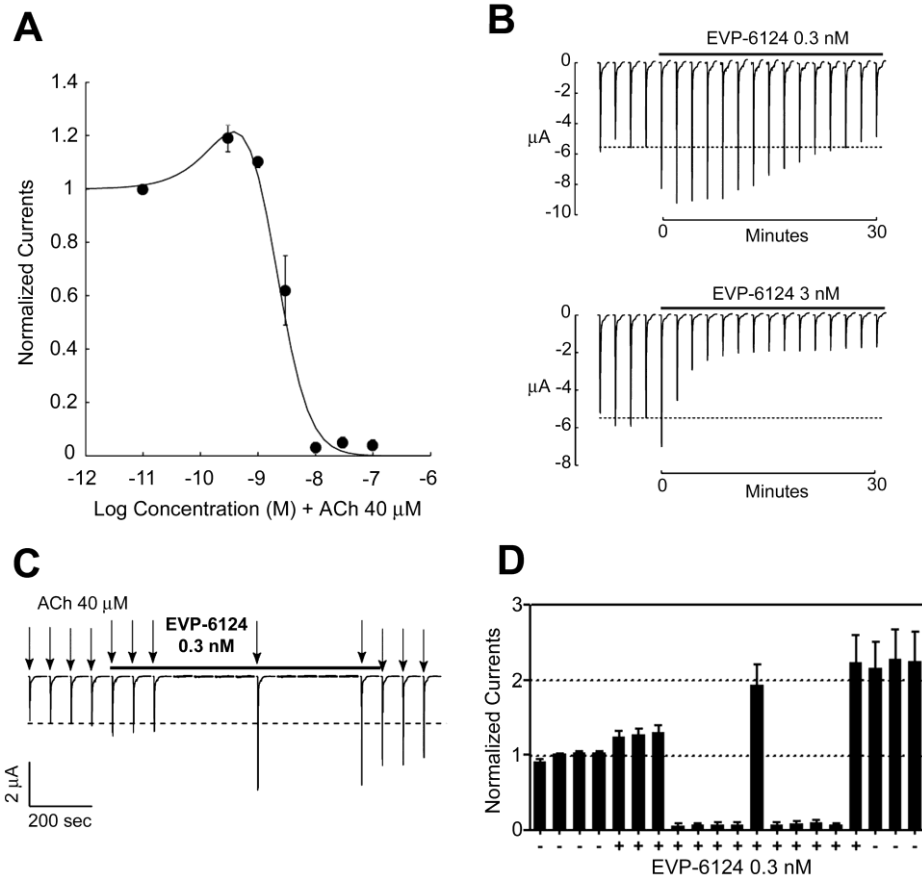 A
1.4
1.2
1
0.8
0.6
0.4
0.2
0
Normalized Currents
-12 -11 -10 -9 -8 -7 -6
Log Concentration (M) + ACh 40 μM
B
EVP-6124 0.3 nM
0
-2
-4
μA
-6
-8
-10
0 30
Minutes
EVP-6124 3 nM
0
-2
μA -4
-6
-8
0 30
Minutes
C
ACh 40 μM
EVP-6124
0.3 nM
2 μA
200 sec
D
3
2
1
0
Normalized Currents
- - - - + + + + + + + + + + + + + - - -
EVP-6124 0.3 nM